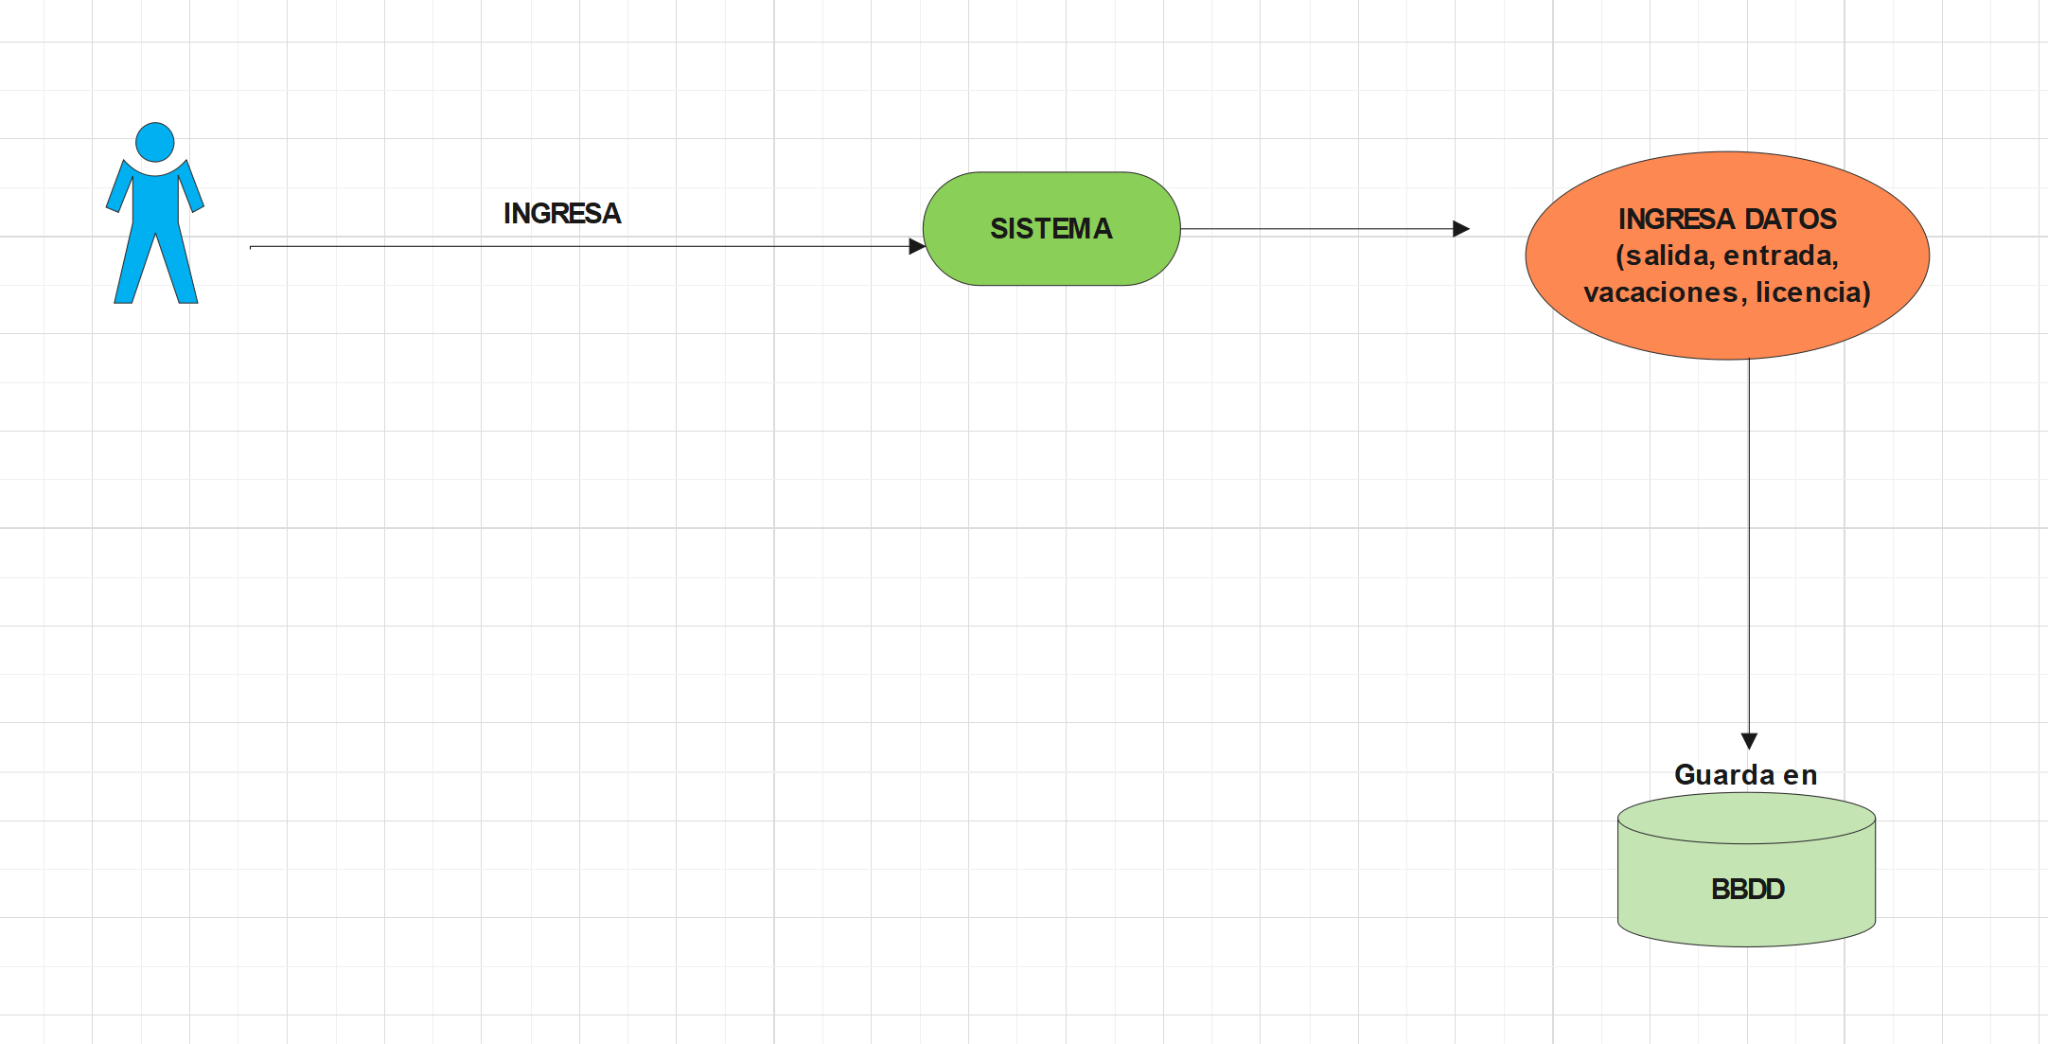 INGRESA
SISTEMA
INGRESA DATOS
(salida, entrada,
vacaciones, licencia)
Guarda en
BBDD